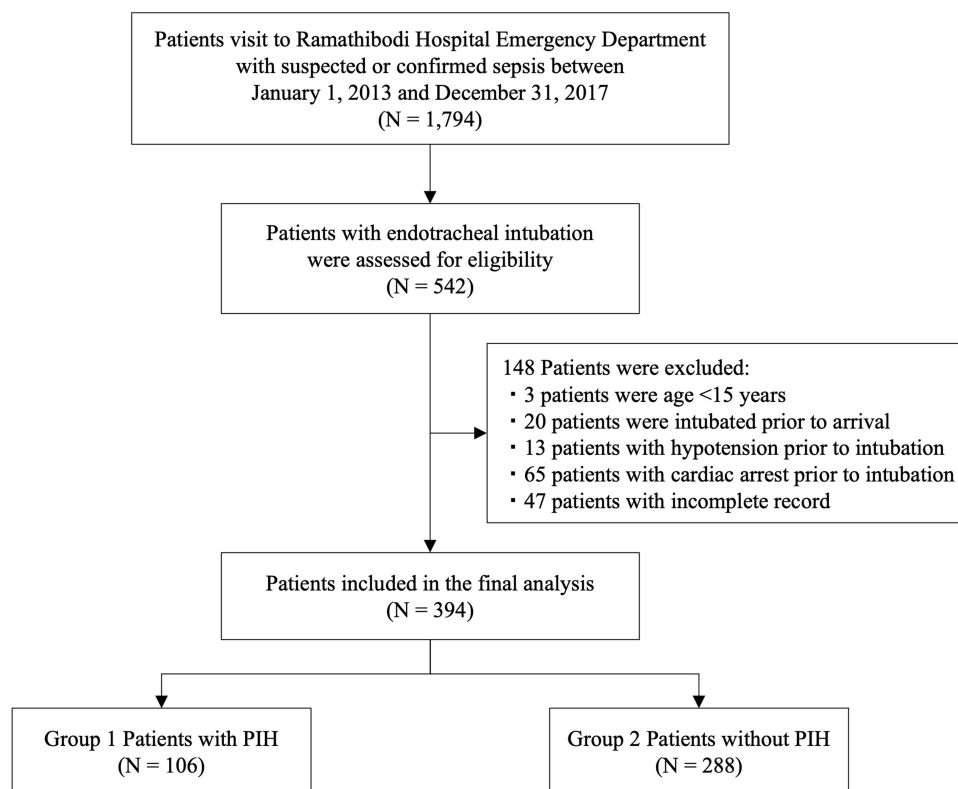 Patients visit to Ramathibodi Hospital Emergency Department
with suspected or confirmed sepsis between
January 1, 2013 and December 31, 2017
(N = 1,794)
Patients with endotracheal intubation
were assessed for eligibility
(N = 542)
148 Patients were excluded:
・3 patients were age <15 years
・20 patients were intubated prior to arrival
・13 patients with hypotension prior to intubation
・65 patients with cardiac arrest prior to intubation
・47 patients with incomplete record
Patients included in the final analysis
(N = 394)
Group 1 Patients with PIH
(N = 106)
Group 2 Patients without PIH
(N = 288)